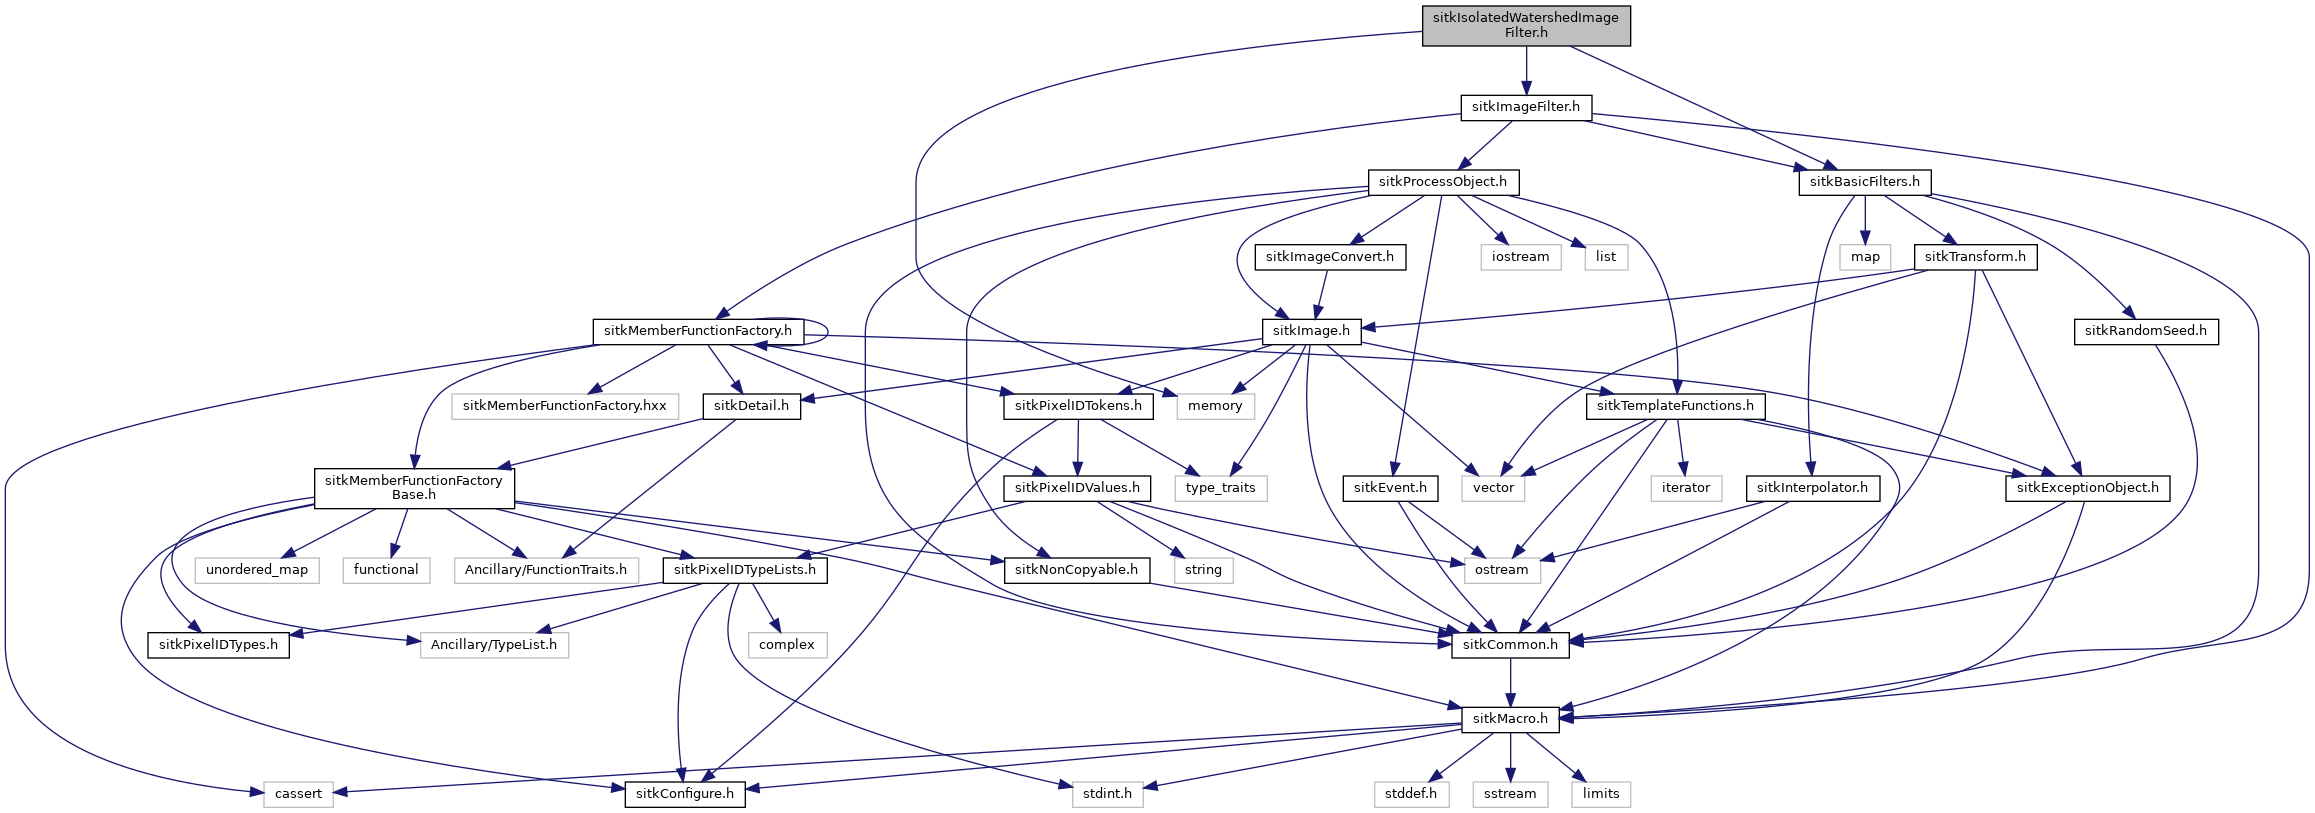 sitkIsolatedWatershedImage
Filter.h
sitkImageFilter.h
sitkProcessObject.h
sitkBasicFilters.h
sitkImageConvert.h
iostream
list
map
sitkTransform.h
sitkMemberFunctionFactory.h
sitkImage.h
sitkRandomSeed.h
sitkMemberFunctionFactory.hxx
sitkDetail.h
sitkPixelIDTokens.h
memory
sitkTemplateFunctions.h
sitkMemberFunctionFactory
Base.h
sitkPixelIDValues.h
type_traits
sitkEvent.h
vector
iterator
sitkInterpolator.h
sitkExceptionObject.h
unordered_map
functional
Ancillary/FunctionTraits.h
sitkPixelIDTypeLists.h
sitkNonCopyable.h
string
ostream
sitkPixelIDTypes.h
Ancillary/TypeList.h
complex
sitkCommon.h
sitkMacro.h
cassert
sitkConfigure.h
stdint.h
stddef.h
sstream
limits